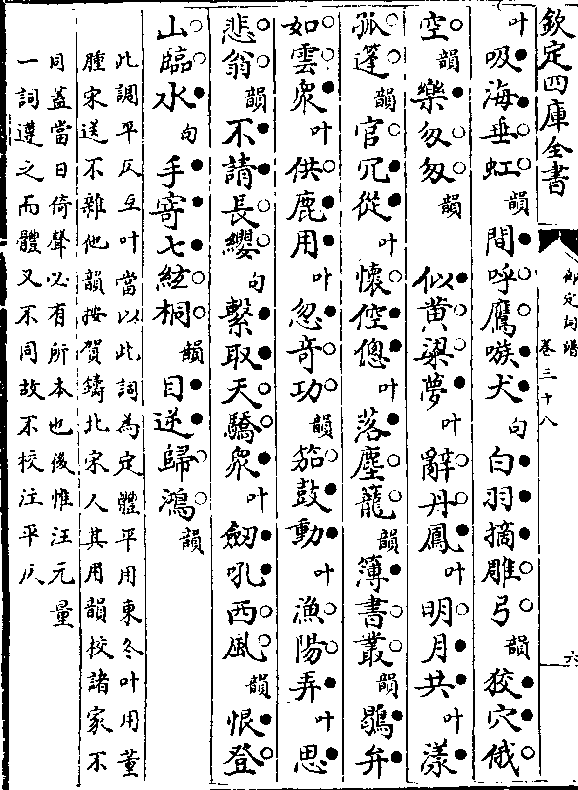 欽定四庫全書
御定詞譜
卷三十八
六
叶吸海垂虹韻間呼鷹嗾犬句白羽摘雕弓韻狡穴俄
空韻樂匆匆韻 似黄粱夢叶辭丹鳳叶明月共叶漾
孤篷韻官冗從叶懷倥傯叶落塵籠韻簿書叢韻鶡弁
如雲衆叶供鹿用叶忽奇功韻笳鼓動叶漁陽弄叶思
悲翁韻不請長纓句繫取天驕衆叶劒吼西風韻恨登
山臨水句手寄七絃桐韻目送歸鴻韻
此調平仄互叶當以此詞為定體平用東冬叶用董
腫宋送不雜他韻按賀鑄北宋人其用韻校諸家不
同蓋當日倚聲必有所本也後惟汪元量
一詞遵之而體又不同故不校注平仄